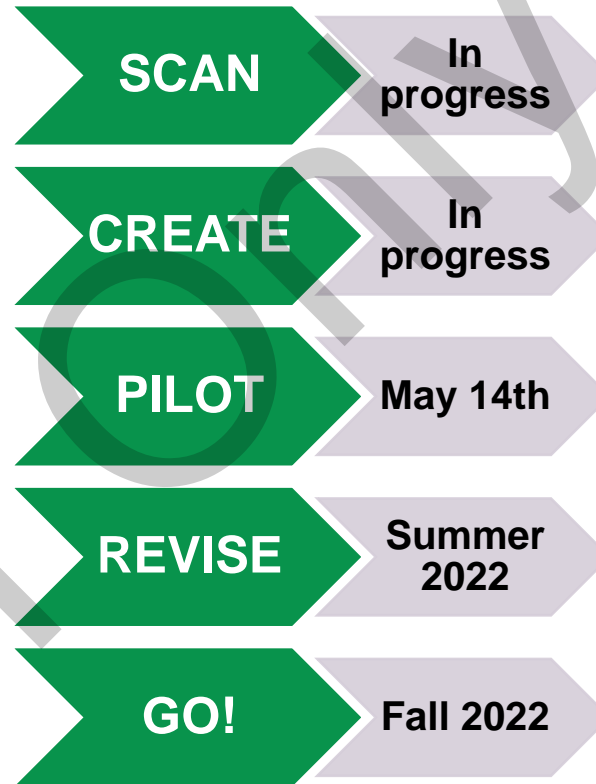 SCAN
In
progress
CREATE
In
progress
PILOT
May 14th
REVISE
Summer
2022
GO!
Fall 2022
only